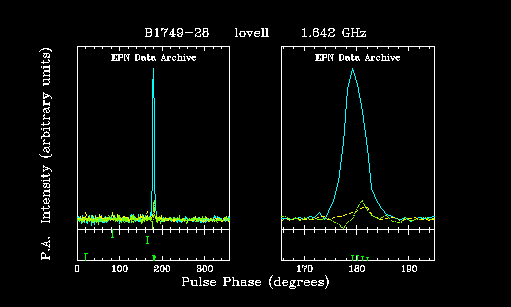 B1749-28 lovell 1.642 GHz
EPN Data Archive EPN Data Archive
Intensity (arbitrary units)
P.A.
0 100 200 300 170 180 190
Pulse Phase (degrees)